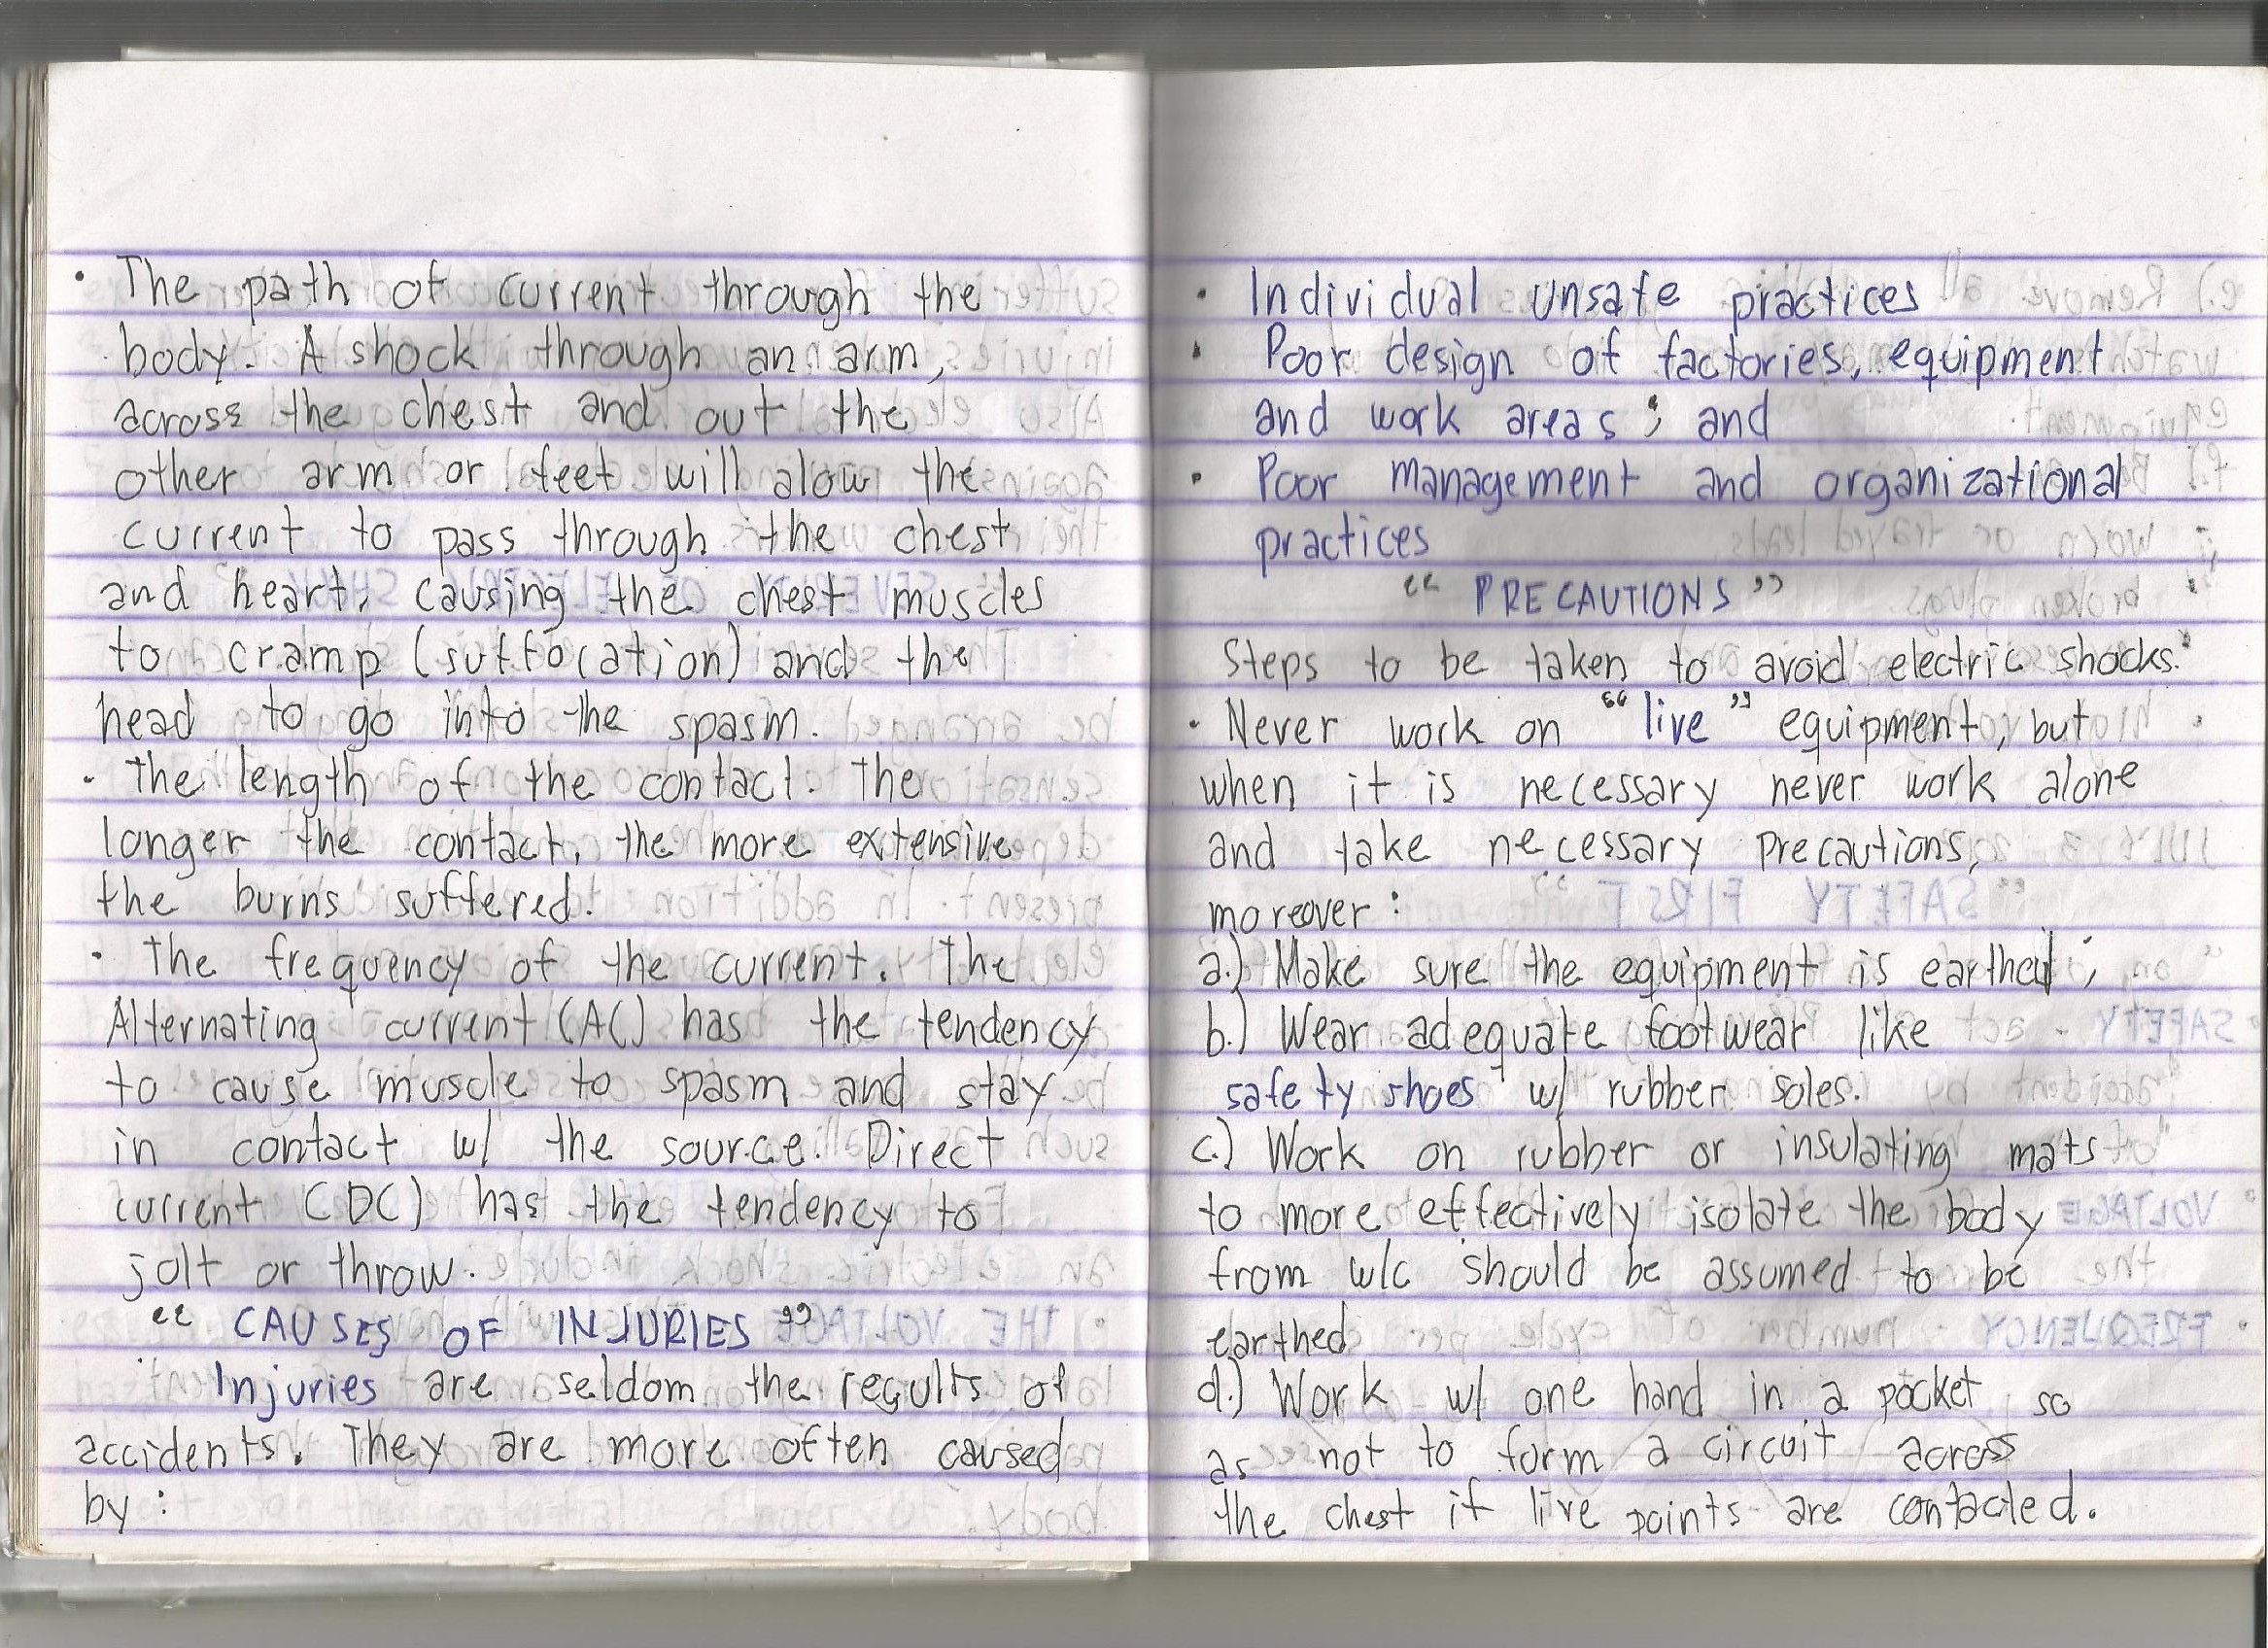 • The path of current through the
body. A shock through an arm,
across the chest and out the
other arm or feet will alow the
current to pass through the chest
and heart, causing the chest muscles
to cramp (suffocation) and the
head to go into the spasm.
• The length of the contact. The
longer the contact, the more extensive
the burns suffered.
• The frequency of the current. The
Alternating current (AC) has the tendency
to cause muscle to spasm and stay
in contact w/ the source. Direct
current (DC) has the tendency to
jolt or throw.
“ CAUSES OF INJURIES ”
Injuries are seldom the results of
accidents. They are more often caused
by :
• Individual unsafe practices
• Poor design of factories, equipment
and work areas ; and
• Poor management and organizational
practices
“ PRECAUTIONS ”
Steps to be taken to avoid electric shocks:
• Never work on “live” equipment, but
when it is necessary never work alone
and take necessary precautions,
moreover :
a.) Make sure the equipment is earthed ;
b.) Wear adequate footwear like
safety shoes w/ rubber soles.
c.) Work on rubber or insulating mats
to more effectively isolate the body
from w/c should be assumed to be
earthed
d.) Work w/ one hand in a pocket so
as not to form a circuit across
the chest if live points are contacted.